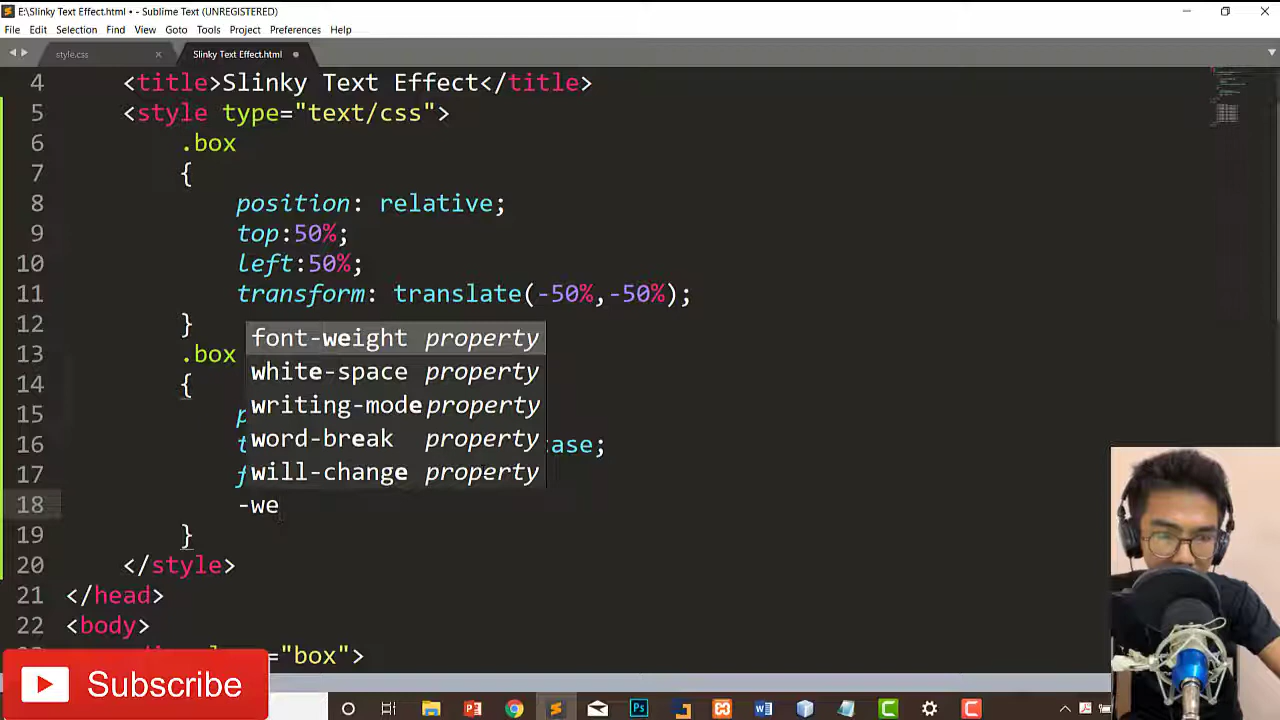 E:\Slinky Text Effect.html • - Sublime Text (UNREGISTERED)
File Edit Selection Find View Goto Tools Project Preferences Help
style.css × Slinky Text Effect.html
4 <title>Slinky Text Effect</title>
5 <style type="text/css">
6 .box
7 {
8 position: relative;
9 top:50%;
10 left:50%;
11 transform: translate(-50%,-50%);
12 }
font-weight property
13 .box
white-space property
14 {
writing-mode property
15 p
word-break property
16 t ase;
will-change property
17 f
18 -we
19 }
20 </style>
21 </head>
22 <body>
="box">
Subscribe